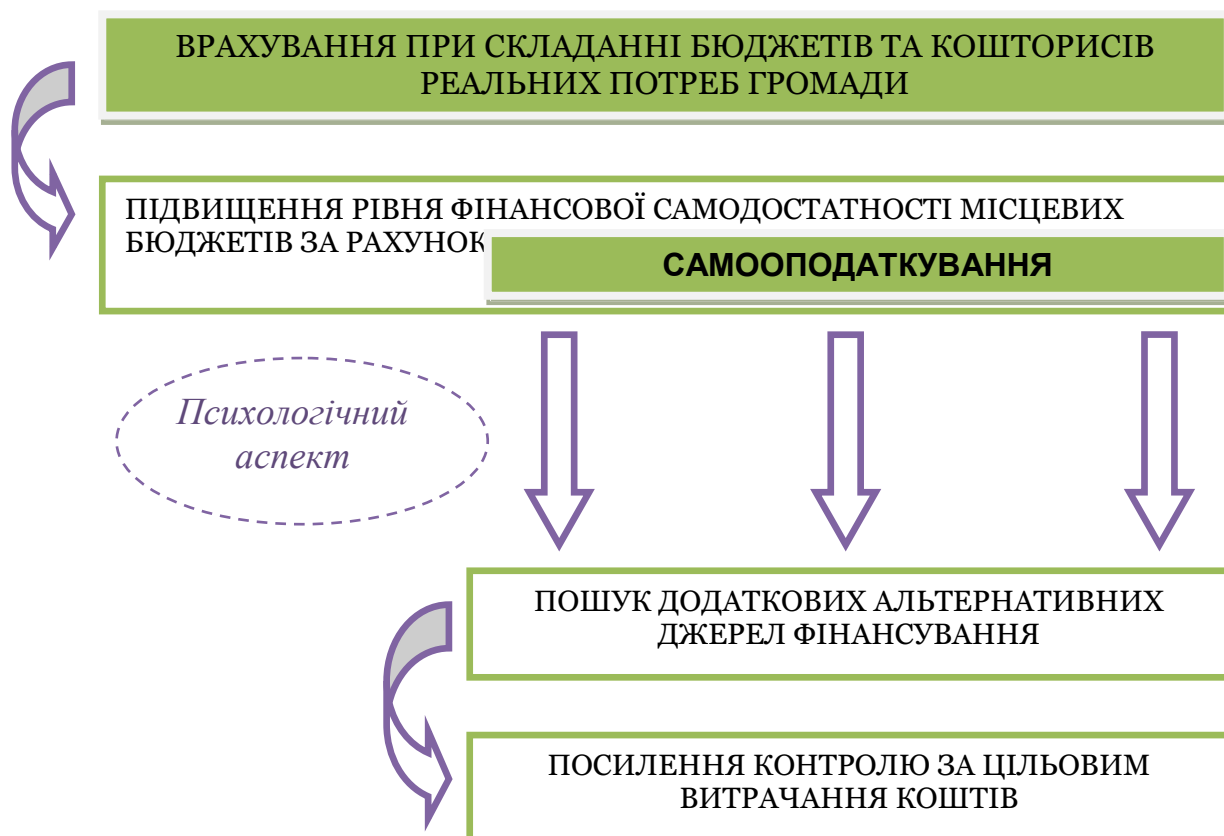 ВРАХУВАННЯ ПРИ СКЛАДАННІ БЮДЖЕТІВ ТА КОШТОРИСІВ
РЕАЛЬНИХ ПОТРЕБ ГРОМАДИ
ПІДВИЩЕННЯ РІВНЯ ФІНАНСОВОЇ САМОДОСТАТНОСТІ МІСЦЕВИХ
БЮДЖЕТІВ ЗА РАХУНОК
САМООПОДАТКУВАННЯ
Психологічний
аспект
ПОШУК ДОДАТКОВИХ АЛЬТЕРНАТИВНИХ
ДЖЕРЕЛ ФІНАНСУВАННЯ
ПОСИЛЕННЯ КОНТРОЛЮ ЗА ЦІЛЬОВИМ
ВИТРАЧАННЯ КОШТІВ